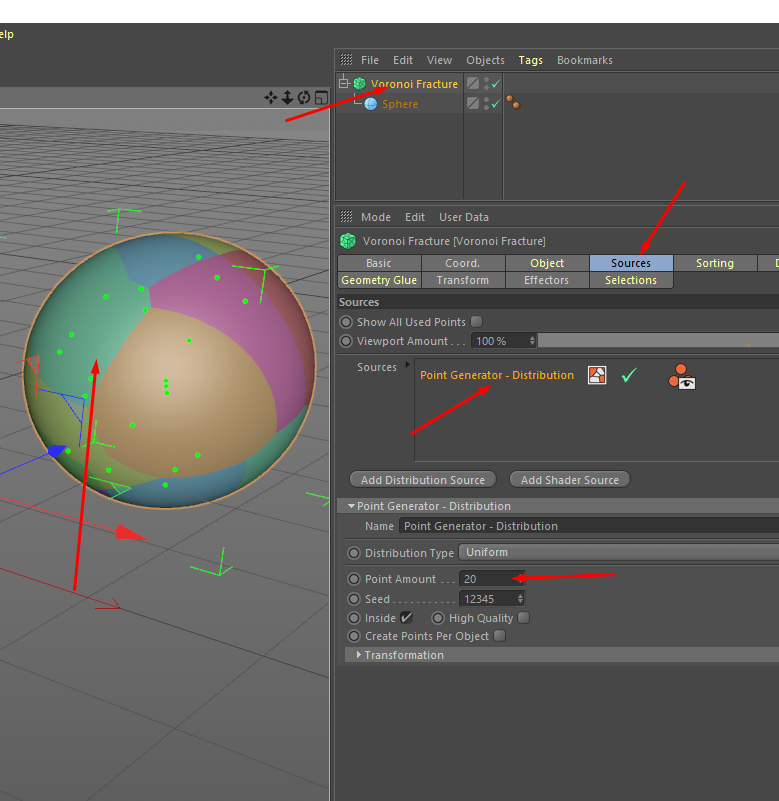 elp
File Edit View Objects Tags Bookmarks
Voronoi Fracture
Sphere
Mode Edit User Data
Voronoi Fracture [Voronoi Fracture]
Basic Coord. Object Sources Sorting D
Geometry Glue Transform Effectors Selections
Sources
Show All Used Points
Viewport Amount . . . 100 %
Sources
Point Generator - Distribution
Add Distribution Source Add Shader Source
Point Generator - Distribution
Name Point Generator - Distribution
Distribution Type Uniform
Point Amount . . . 20
Seed . . . . . . . . . . 12345
Inside High Quality
Create Points Per Object
Transformation